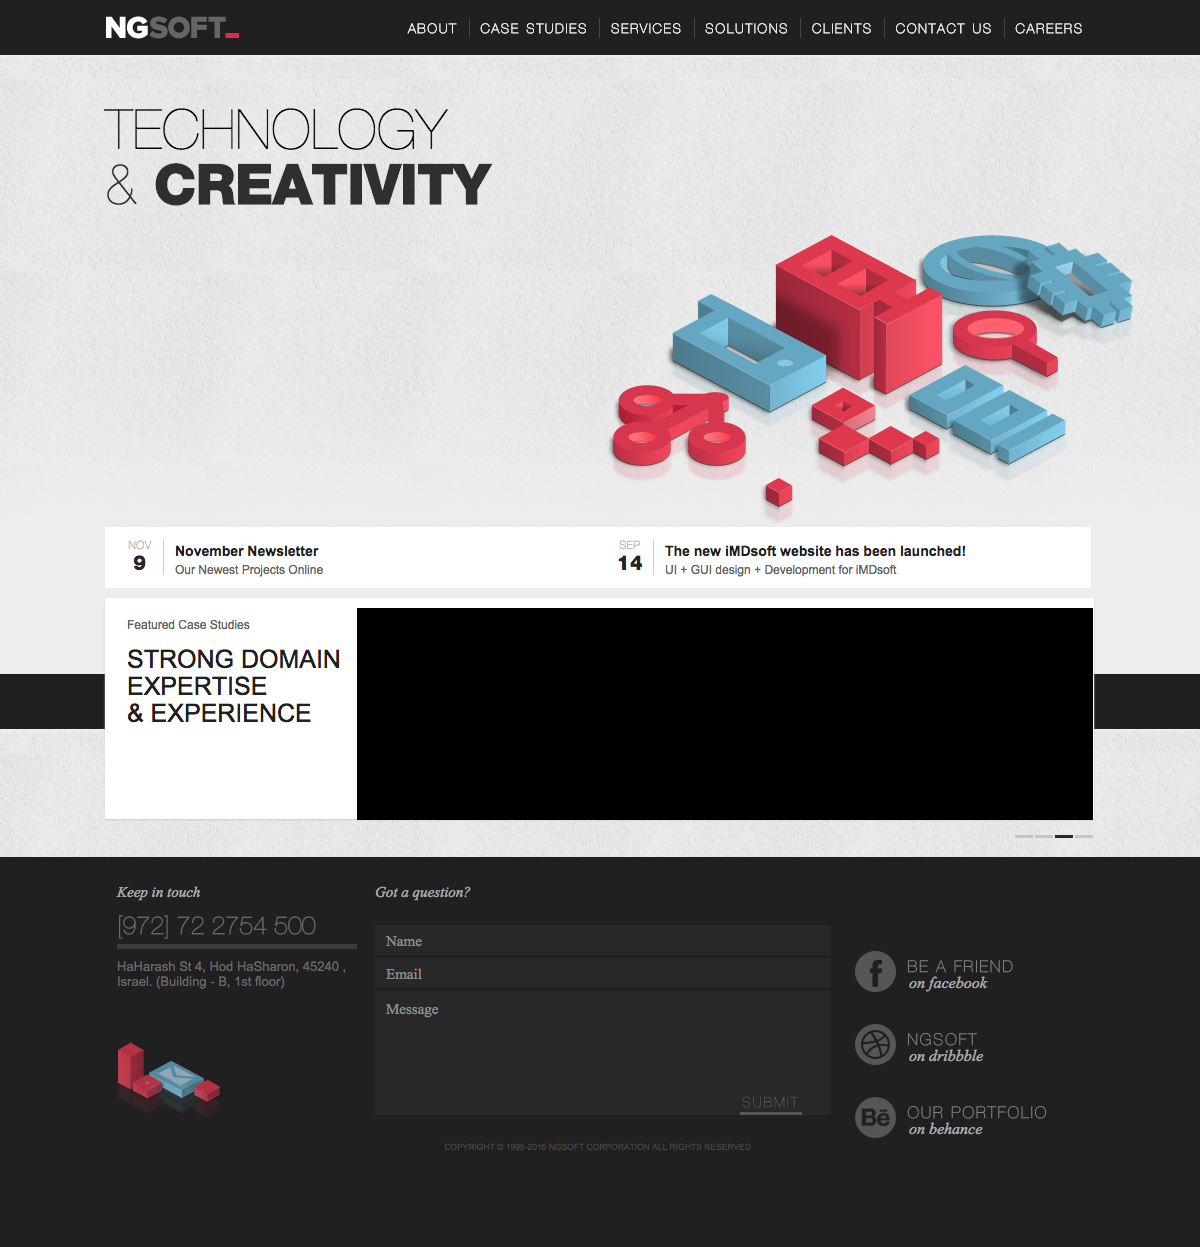 NGSOFT_
ABOUT
CASE STUDIES
SERVICES
SOLUTIONS
CLIENTS
CONTACT US
CAREERS
TECHNOLOGY
& CREATIVITY
NOV
9
November Newsletter
Our Newest Projects Online
SEP
14
The new iMDsoft website has been launched!
UI + GUI design + Development for iMDsoft
Featured Case Studies
STRONG DOMAIN
EXPERTISE
& EXPERIENCE
Keep in touch
[972] 72 2754 500
HaHarash St 4, Hod HaSharon, 45240 ,
Israel. (Building - B, 1st floor)
Got a question?
Name
Email
Message
SUBMIT
f
BE A FRIEND
on facebook
NGSOFT
on dribbble
Bē
OUR PORTFOLIO
on behance
COPYRIGHT © 1995-2015 NGSOFT CORPORATION ALL RIGHTS RESERVED